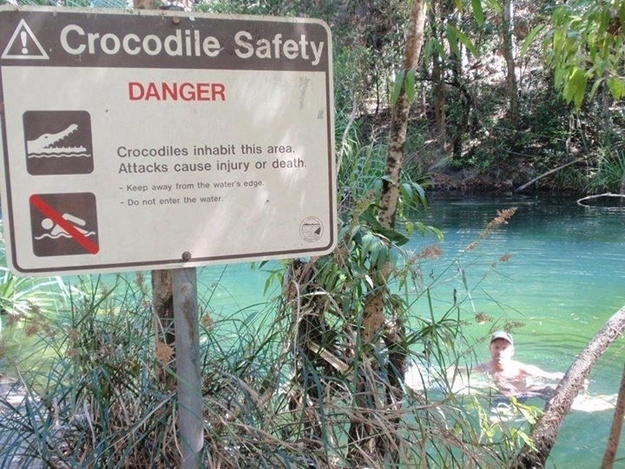 Crocodile Safety
DANGER
Crocodiles inhabit this area.
Attacks cause injury or death.
- Keep away from the water's edge.
- Do not enter the water.